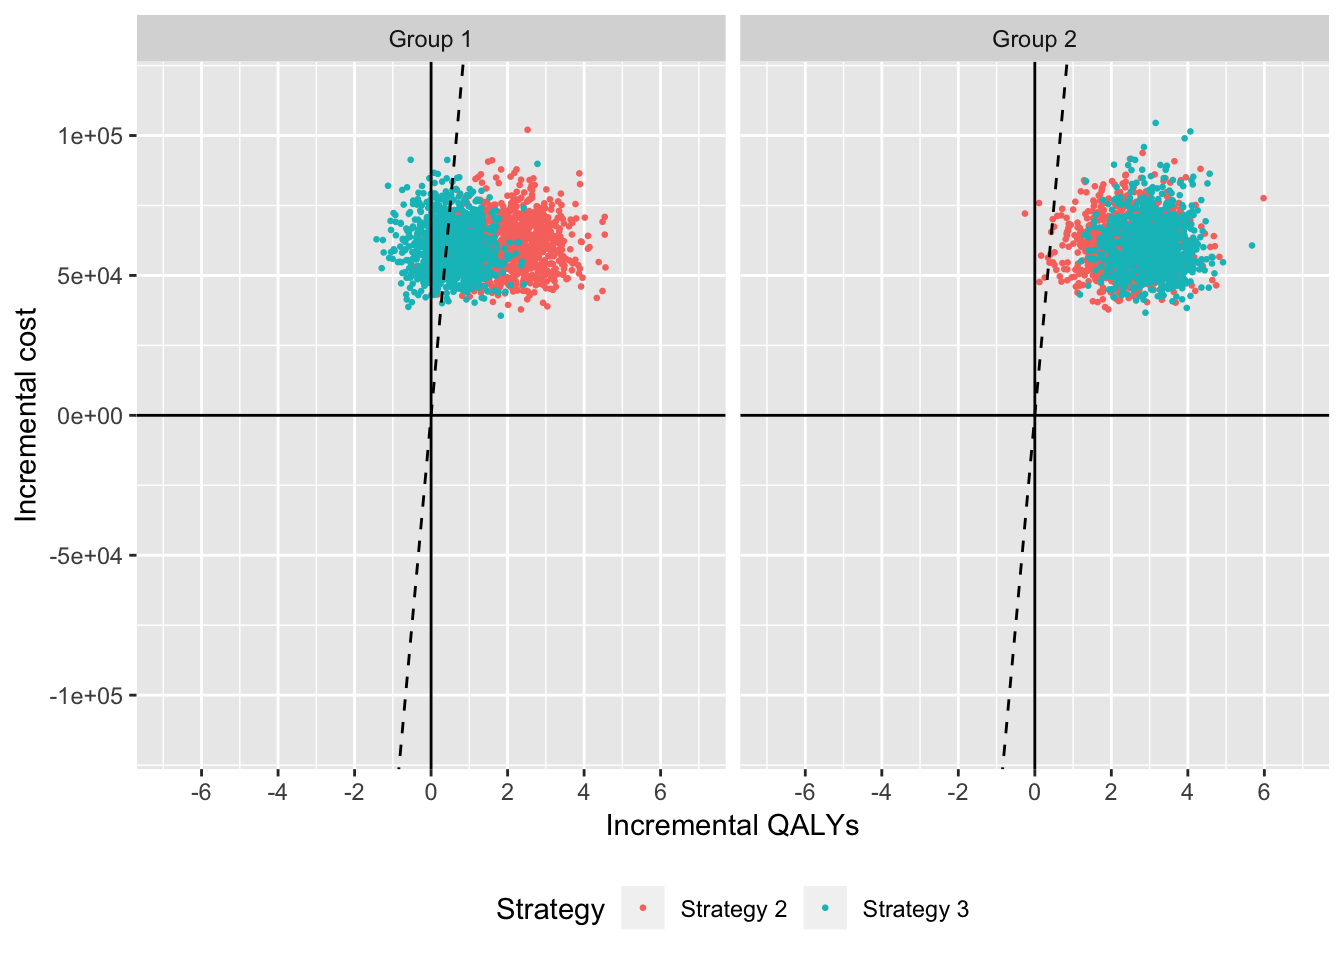 Group 1
Group 2
Incremental cost
1e+05
5e+04
0e+00
-5e+04
-1e+05
-6 -4 -2 0 2 4 6
-6 -4 -2 0 2 4 6
Incremental QALYs
Strategy Strategy 2 Strategy 3